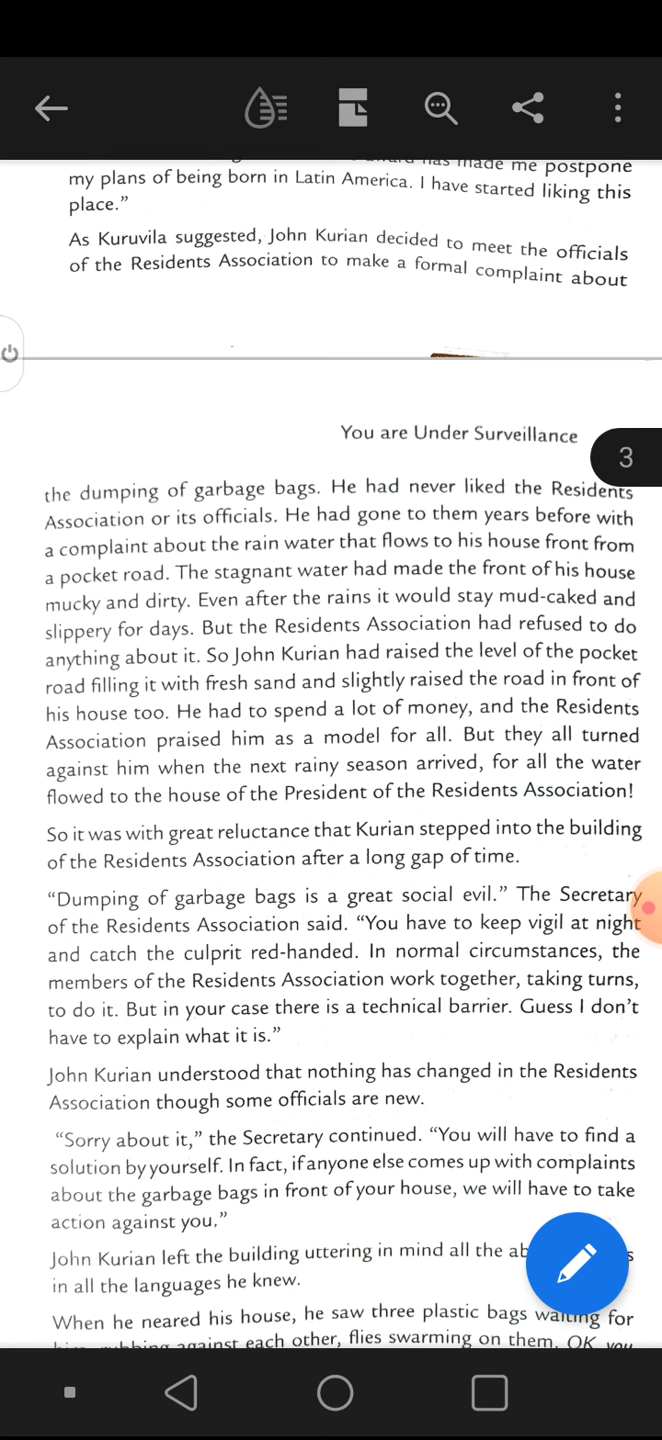 has made me postpone
my plans of being born in Latin America. I have started liking this
place.”
As Kuruvila suggested, John Kurian decided to meet the officials
of the Residents Association to make a formal complaint about
You are Under Surveillance
3
the dumping of garbage bags. He had never liked the Residents
Association or its officials. He had gone to them years before with
a complaint about the rain water that flows to his house front from
a pocket road. The stagnant water had made the front of his house
mucky and dirty. Even after the rains it would stay mud-caked and
slippery for days. But the Residents Association had refused to do
anything about it. So John Kurian had raised the level of the pocket
road filling it with fresh sand and slightly raised the road in front of
his house too. He had to spend a lot of money, and the Residents
Association praised him as a model for all. But they all turned
against him when the next rainy season arrived, for all the water
flowed to the house of the President of the Residents Association!
So it was with great reluctance that Kurian stepped into the building
of the Residents Association after a long gap of time.
“Dumping of garbage bags is a great social evil.” The Secretary
of the Residents Association said. “You have to keep vigil at night
and catch the culprit red-handed. In normal circumstances, the
members of the Residents Association work together, taking turns,
to do it. But in your case there is a technical barrier. Guess I don’t
have to explain what it is.”
John Kurian understood that nothing has changed in the Residents
Association though some officials are new.
“Sorry about it,” the Secretary continued. “You will have to find a
solution by yourself. In fact, if anyone else comes up with complaints
about the garbage bags in front of your house, we will have to take
action against you.”
John Kurian left the building uttering in mind all the
in all the languages he knew.
When he neared his house, he saw three plastic bags waiting for
against each other, flies swarming on them. OK you